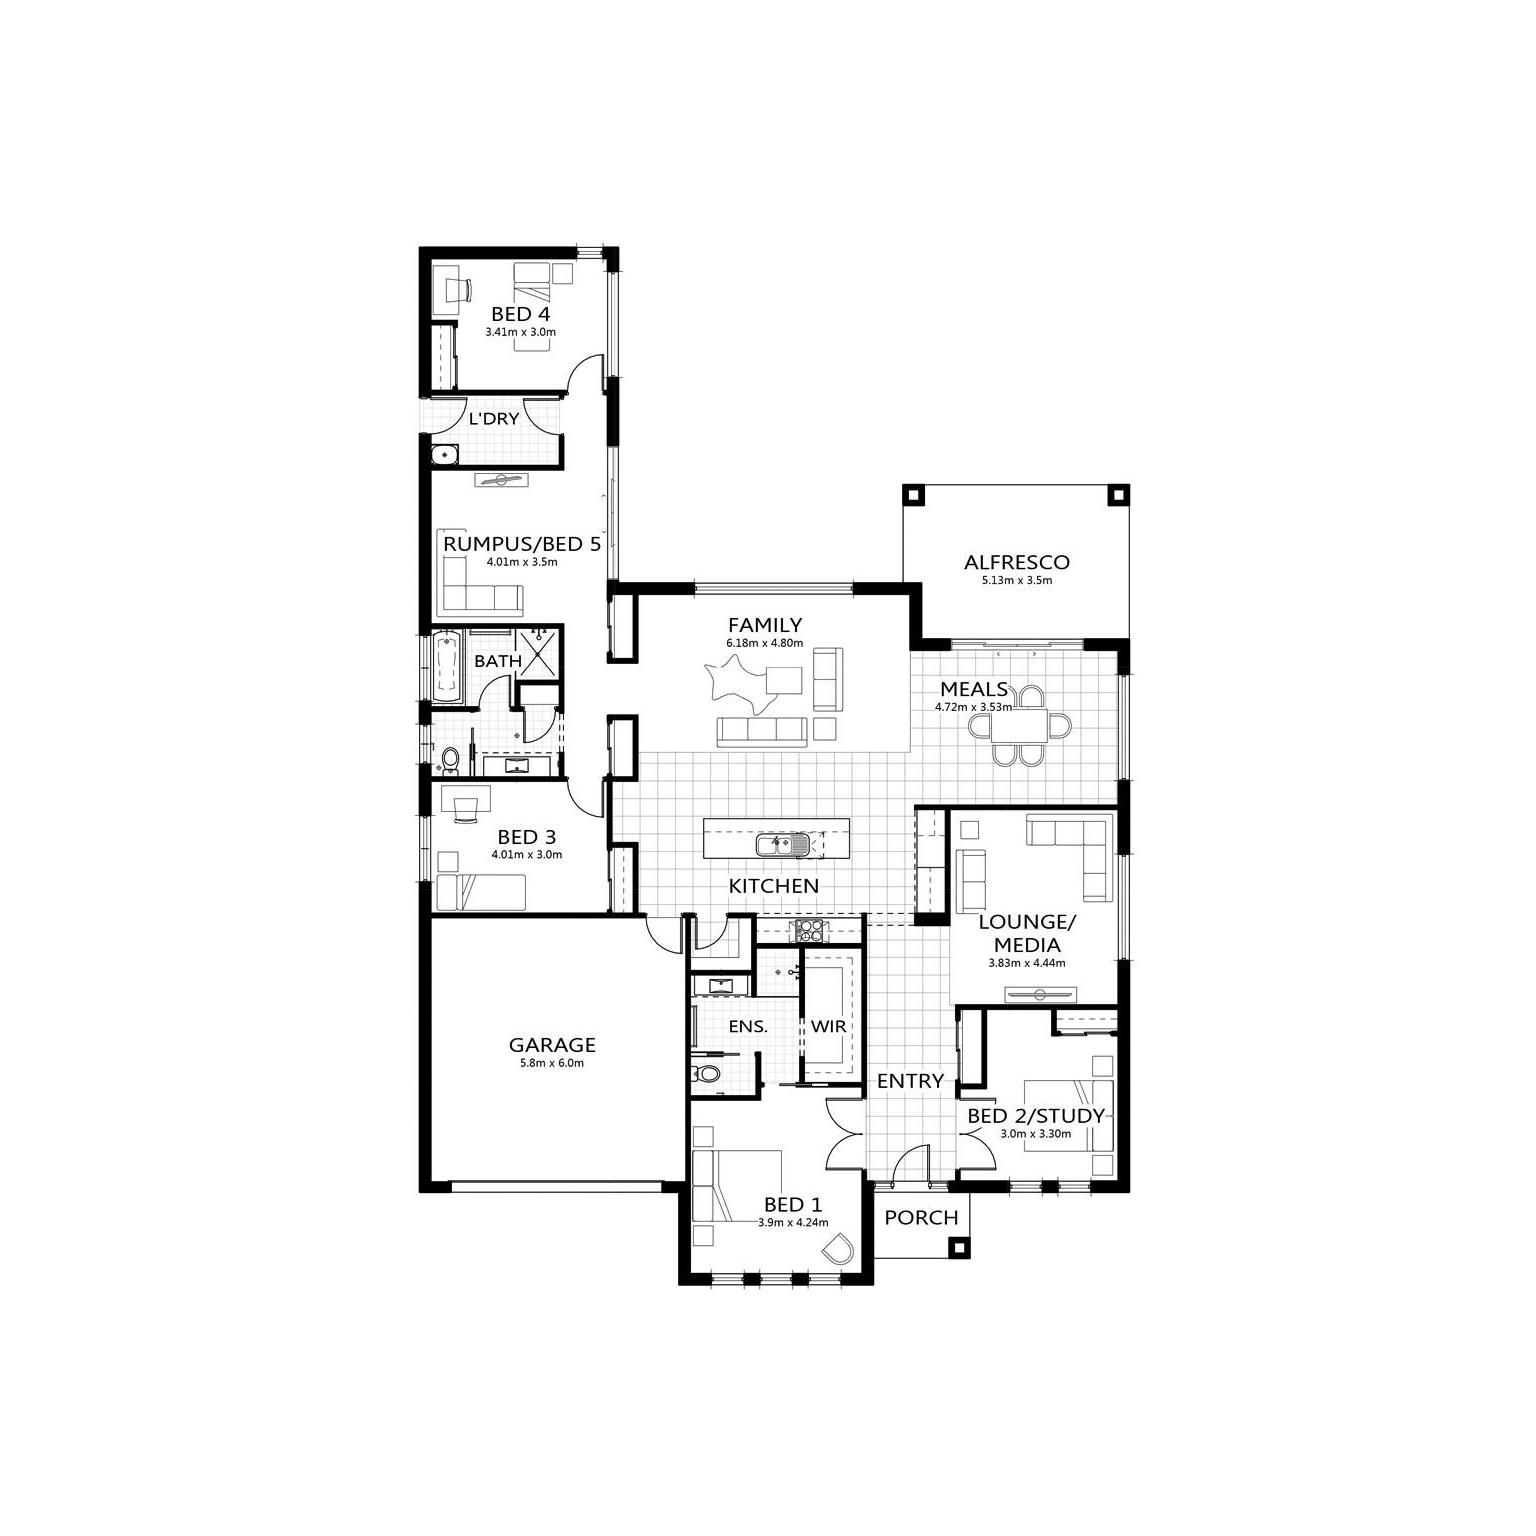 BED 4
3.41m x 3.0m
L'DRY
RUMPUS/BED 5
4.01m x 3.5m
ALFRESCO
5.13m x 3.5m
FAMILY
6.18m x 4.80m
BATH
MEALS
4.72m x 3.53m
BED 3
4.01m x 3.0m
KITCHEN
LOUNGE/
MEDIA
3.83m x 4.44m
GARAGE
5.8m x 6.0m
ENS.
WIR
ENTRY
BED 2/STUDY
3.0m x 3.30m
BED 1
3.9m x 4.24m
PORCH